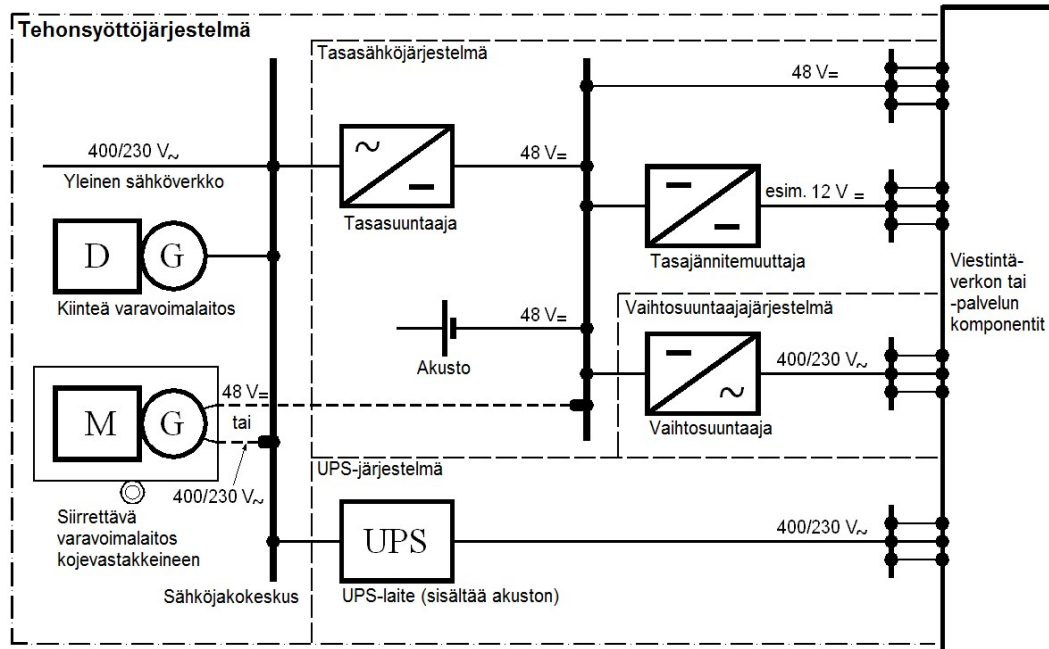 Tehonsyöttöjärjestelmä
Tasasähköjärjestelmä
48 V=
400/230 V~
Yleinen sähköverkko
~
Tasasuuntaaja
48 V=
esim. 12 V =
Tasajännitemuuttaja
D
G
Kiinteä varavoimalaitos
Viestintä-
verkon tai
-palvelun
komponentit
Akusto
48 V=
Vaihtosuuntaajajärjestelmä
~
Vaihtosuuntaaja
400/230 V~
M
G
48 V=
tai
400/230 V~
Siirrettävä
varavoimalaitos
kojevastakkeineen
Sähköjakokeskus
UPS-järjestelmä
UPS
400/230 V~
UPS-laite (sisältää akuston)